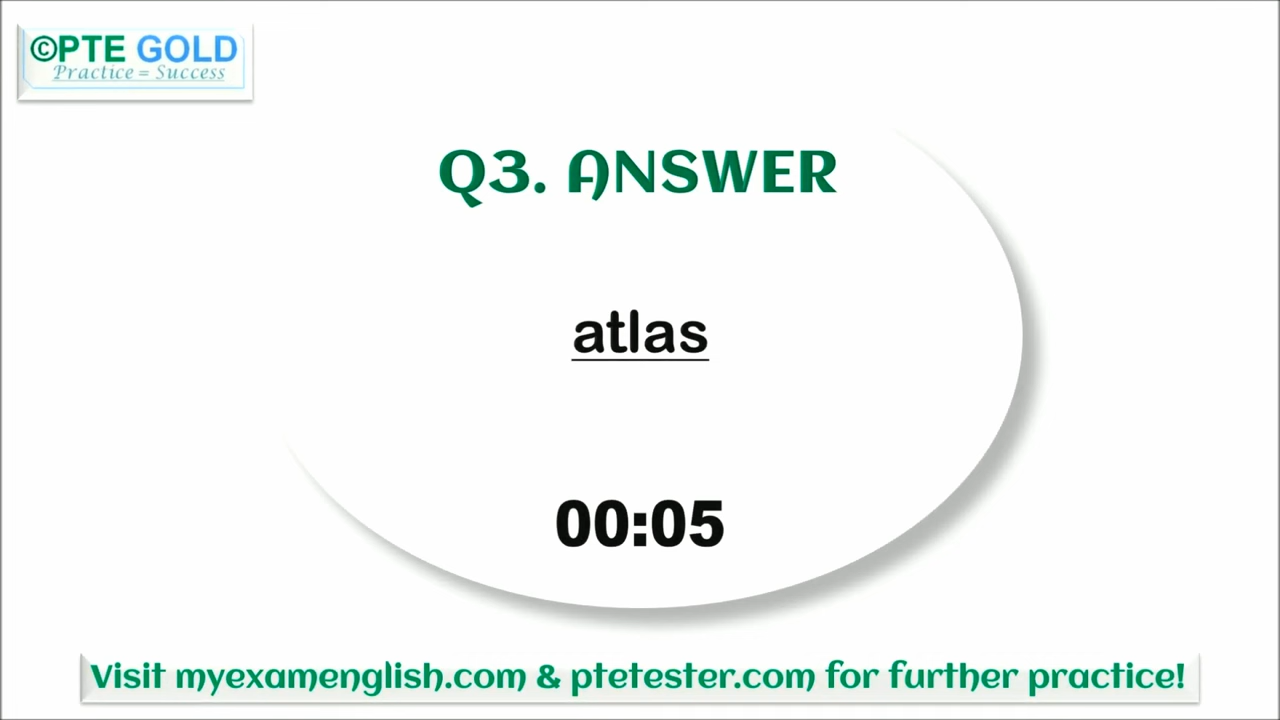 ©PTE GOLD
Practice = Success
Q3. ANSWER
atlas
00:05
Visit myexamenglish.com & ptetester.com for further practice!